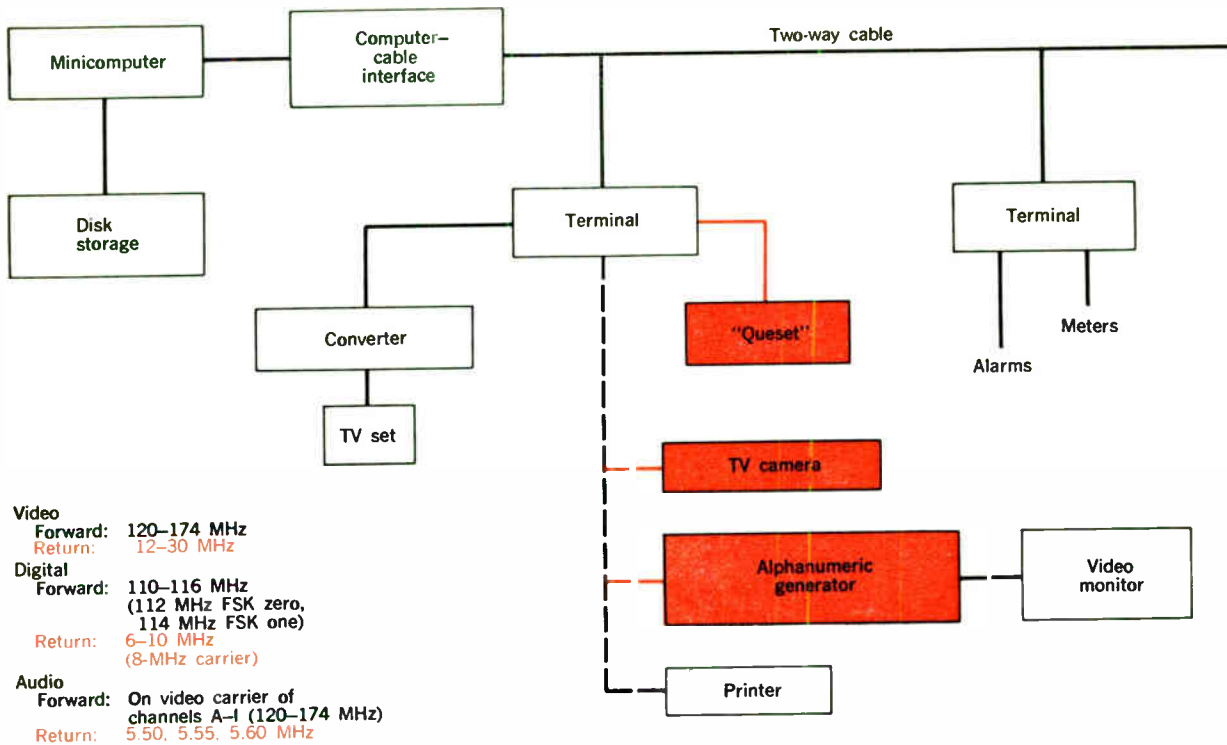 Two-way cable
Minicomputer
Computer–
cable
interface
Disk
storage
Terminal
Terminal
Converter
"Queset"
Meters
Alarms
TV set
TV camera
Alphanumeric
generator
Video
monitor
Printer
Video
Forward: 120–174 MHz
Return: 12–30 MHz
Digital
Forward: 110–116 MHz
(112 MHz FSK zero,
114 MHz FSK one)
Return: 6–10 MHz
(8-MHz carrier)
Audio
Forward: On video carrier of
channels A–I (120–174 MHz)
Return: 5.50, 5.55, 5.60 MHz